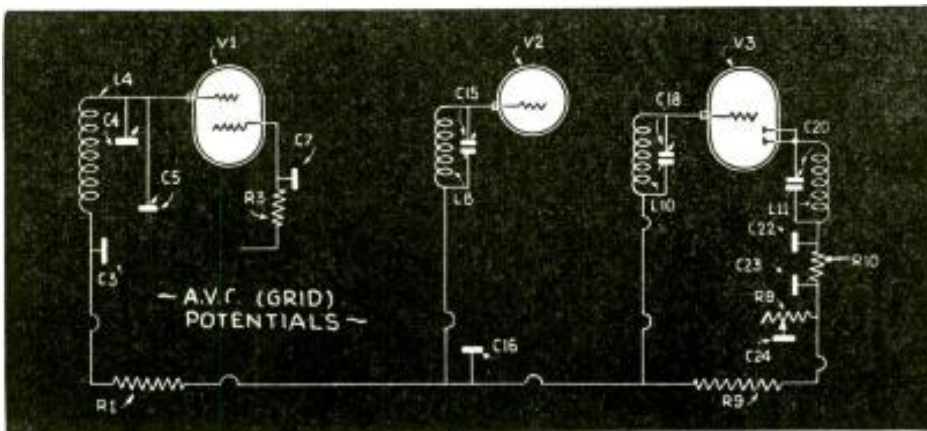 V1
V2
V3
L4
C15
C18
C4
C7
C20
C5
R3
L6
L10
L11
C22
C3
C23
R10
~ A.V.C. (GRID)
POTENTIALS ~
R8
C16
C24
R1
R9